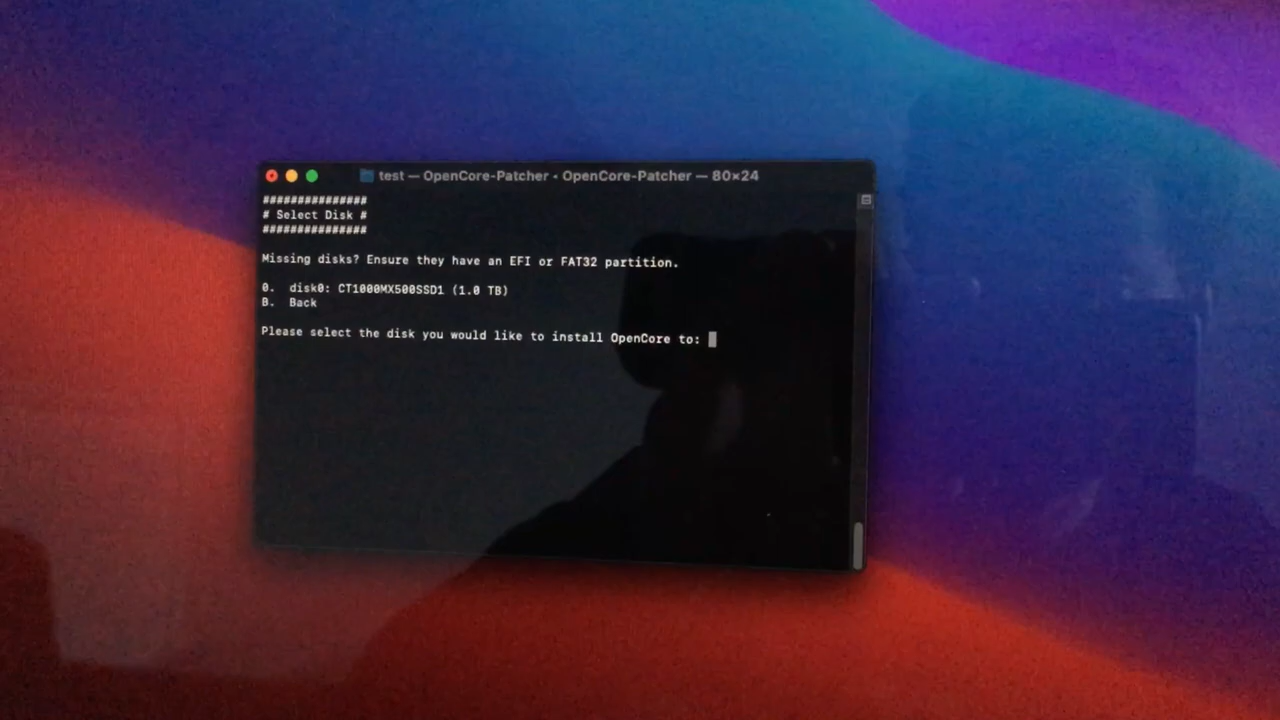 test — OpenCore-Patcher ◂ OpenCore-Patcher — 80×24
###############
# Select Disk #
###############
Missing disks? Ensure they have an EFI or FAT32 partition.
0.  disk0: CT1000MX500SSD1 (1.0 TB)
B.  Back
Please select the disk you would like to install OpenCore to: